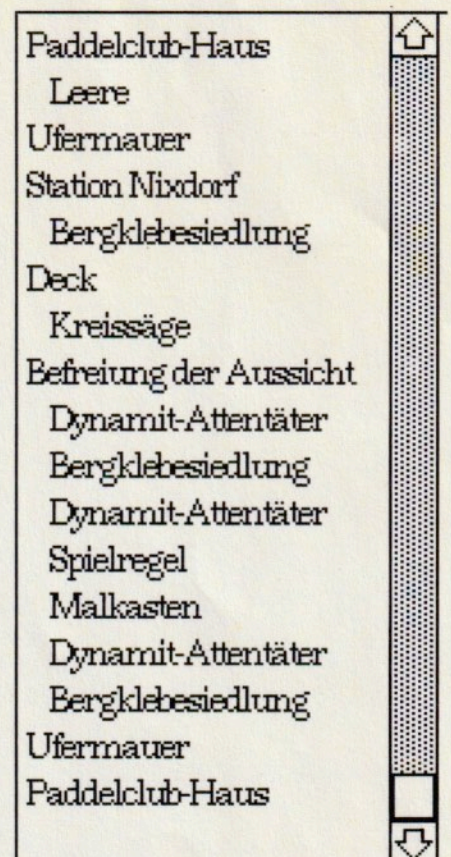 Paddelclub-Haus
Leere
Ufermauer
Station Nixdorf
Bergklebesiedlung
Deck
Kreissäge
Befreiung der Aussicht
Dynamit-Attentäter
Bergklebesiedlung
Dynamit-Attentäter
Spielregel
Malkasten
Dynamit-Attentäter
Bergklebesiedlung
Ufermauer
Paddelclub-Haus